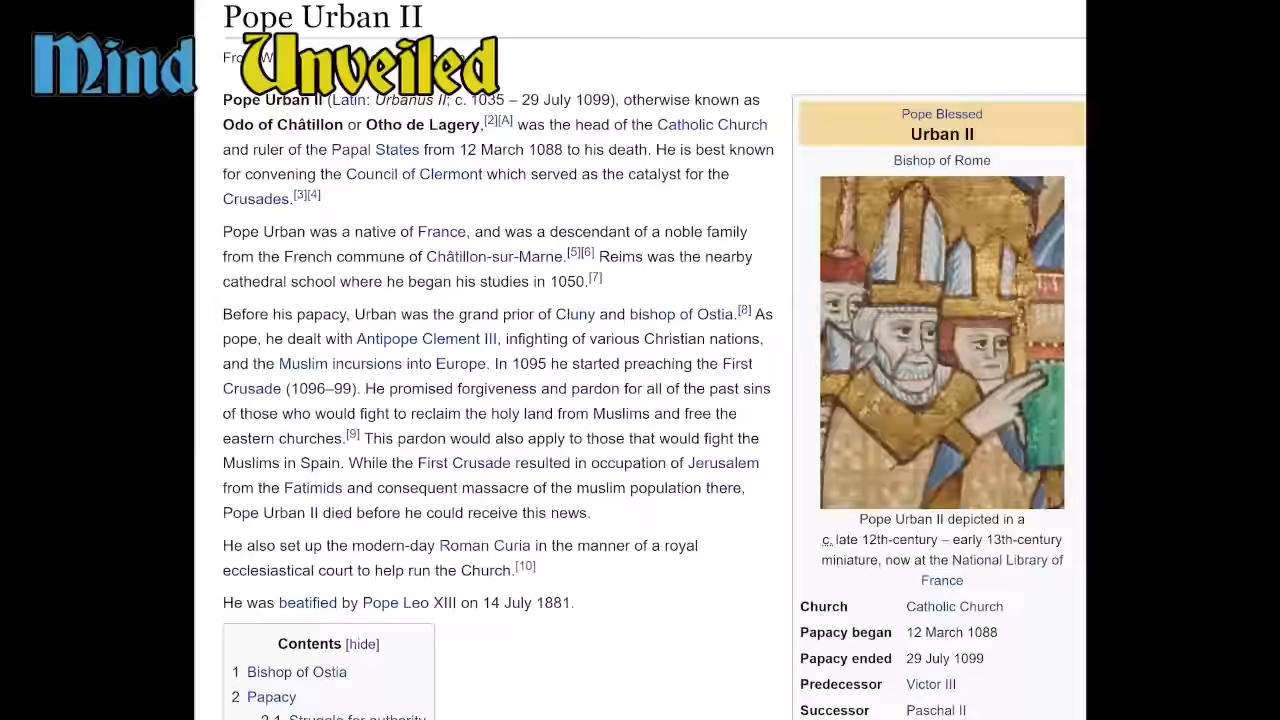 Pope Urban II
Mind Unveiled
Pope Urban II (Latin: Urbanus II; c. 1035 – 29 July 1099), otherwise known as
Odo of Châtillon or Otho de Lagery,[2][A] was the head of the Catholic Church
and ruler of the Papal States from 12 March 1088 to his death. He is best known
for convening the Council of Clermont which served as the catalyst for the
Crusades.[3][4]
Pope Urban was a native of France, and was a descendant of a noble family
from the French commune of Châtillon-sur-Marne.[5][6] Reims was the nearby
cathedral school where he began his studies in 1050.[7]
Before his papacy, Urban was the grand prior of Cluny and bishop of Ostia.[8] As
pope, he dealt with Antipope Clement III, infighting of various Christian nations,
and the Muslim incursions into Europe. In 1095 he started preaching the First
Crusade (1096–99). He promised forgiveness and pardon for all of the past sins
of those who would fight to reclaim the holy land from Muslims and free the
eastern churches.[9] This pardon would also apply to those that would fight the
Muslims in Spain. While the First Crusade resulted in occupation of Jerusalem
from the Fatimids and consequent massacre of the muslim population there,
Pope Urban II died before he could receive this news.
He also set up the modern-day Roman Curia in the manner of a royal
ecclesiastical court to help run the Church.[10]
He was beatified by Pope Leo XIII on 14 July 1881.
Contents [hide]
1 Bishop of Ostia
2 Papacy
2.1 Struggle for authority
Pope Blessed
Urban II
Bishop of Rome
Pope Urban II depicted in a
c. late 12th-century – early 13th-century
miniature, now at the National Library of
France
Church Catholic Church
Papacy began 12 March 1088
Papacy ended 29 July 1099
Predecessor Victor III
Successor Paschal II